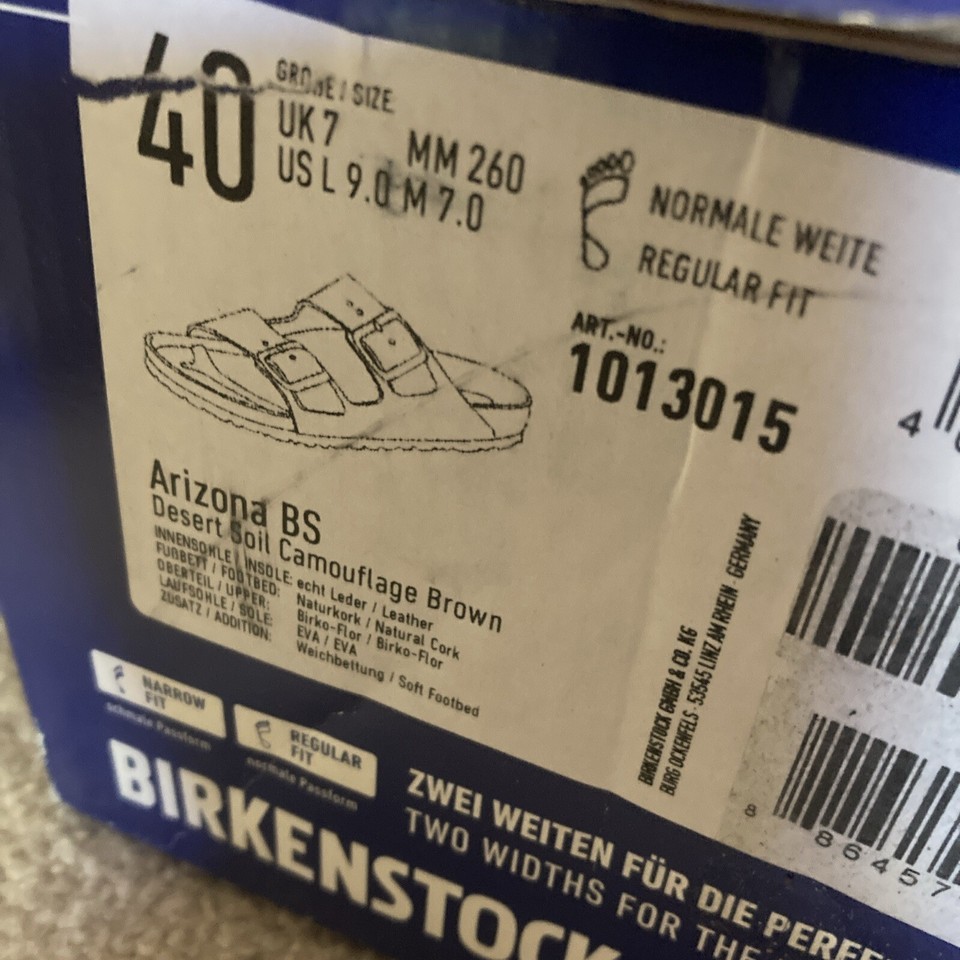 40
GRÖßE / SIZE
UK 7
MM 260
US L 9.0 M 7.0
NORMALE WEITE
REGULAR FIT
ART.-NO.:
1013015
4
Arizona BS
Desert Soil Camouflage Brown
INNENSOHLE / INSOLE: echt Leder / Leather
FUßBETT / FOOTBED: Naturkork / Natural Cork
OBERTEIL / UPPER: Birko-Flor / Birko-Flor
LAUFSOHLE / SOLE: EVA / EVA
ZUSATZ / ADDITION: Weichbettung / Soft Footbed
BIRKENSTOCK GMBH & CO. KG
BURG OCKENFELS · 53545 LINZ AM RHEIN · GERMANY
8 86457
NARROW
FIT
schmale Passform
REGULAR
FIT
normale Passform
ZWEI WEITEN FÜR DIE
TWO WIDTHS FOR THE
BIRKENSTOCK